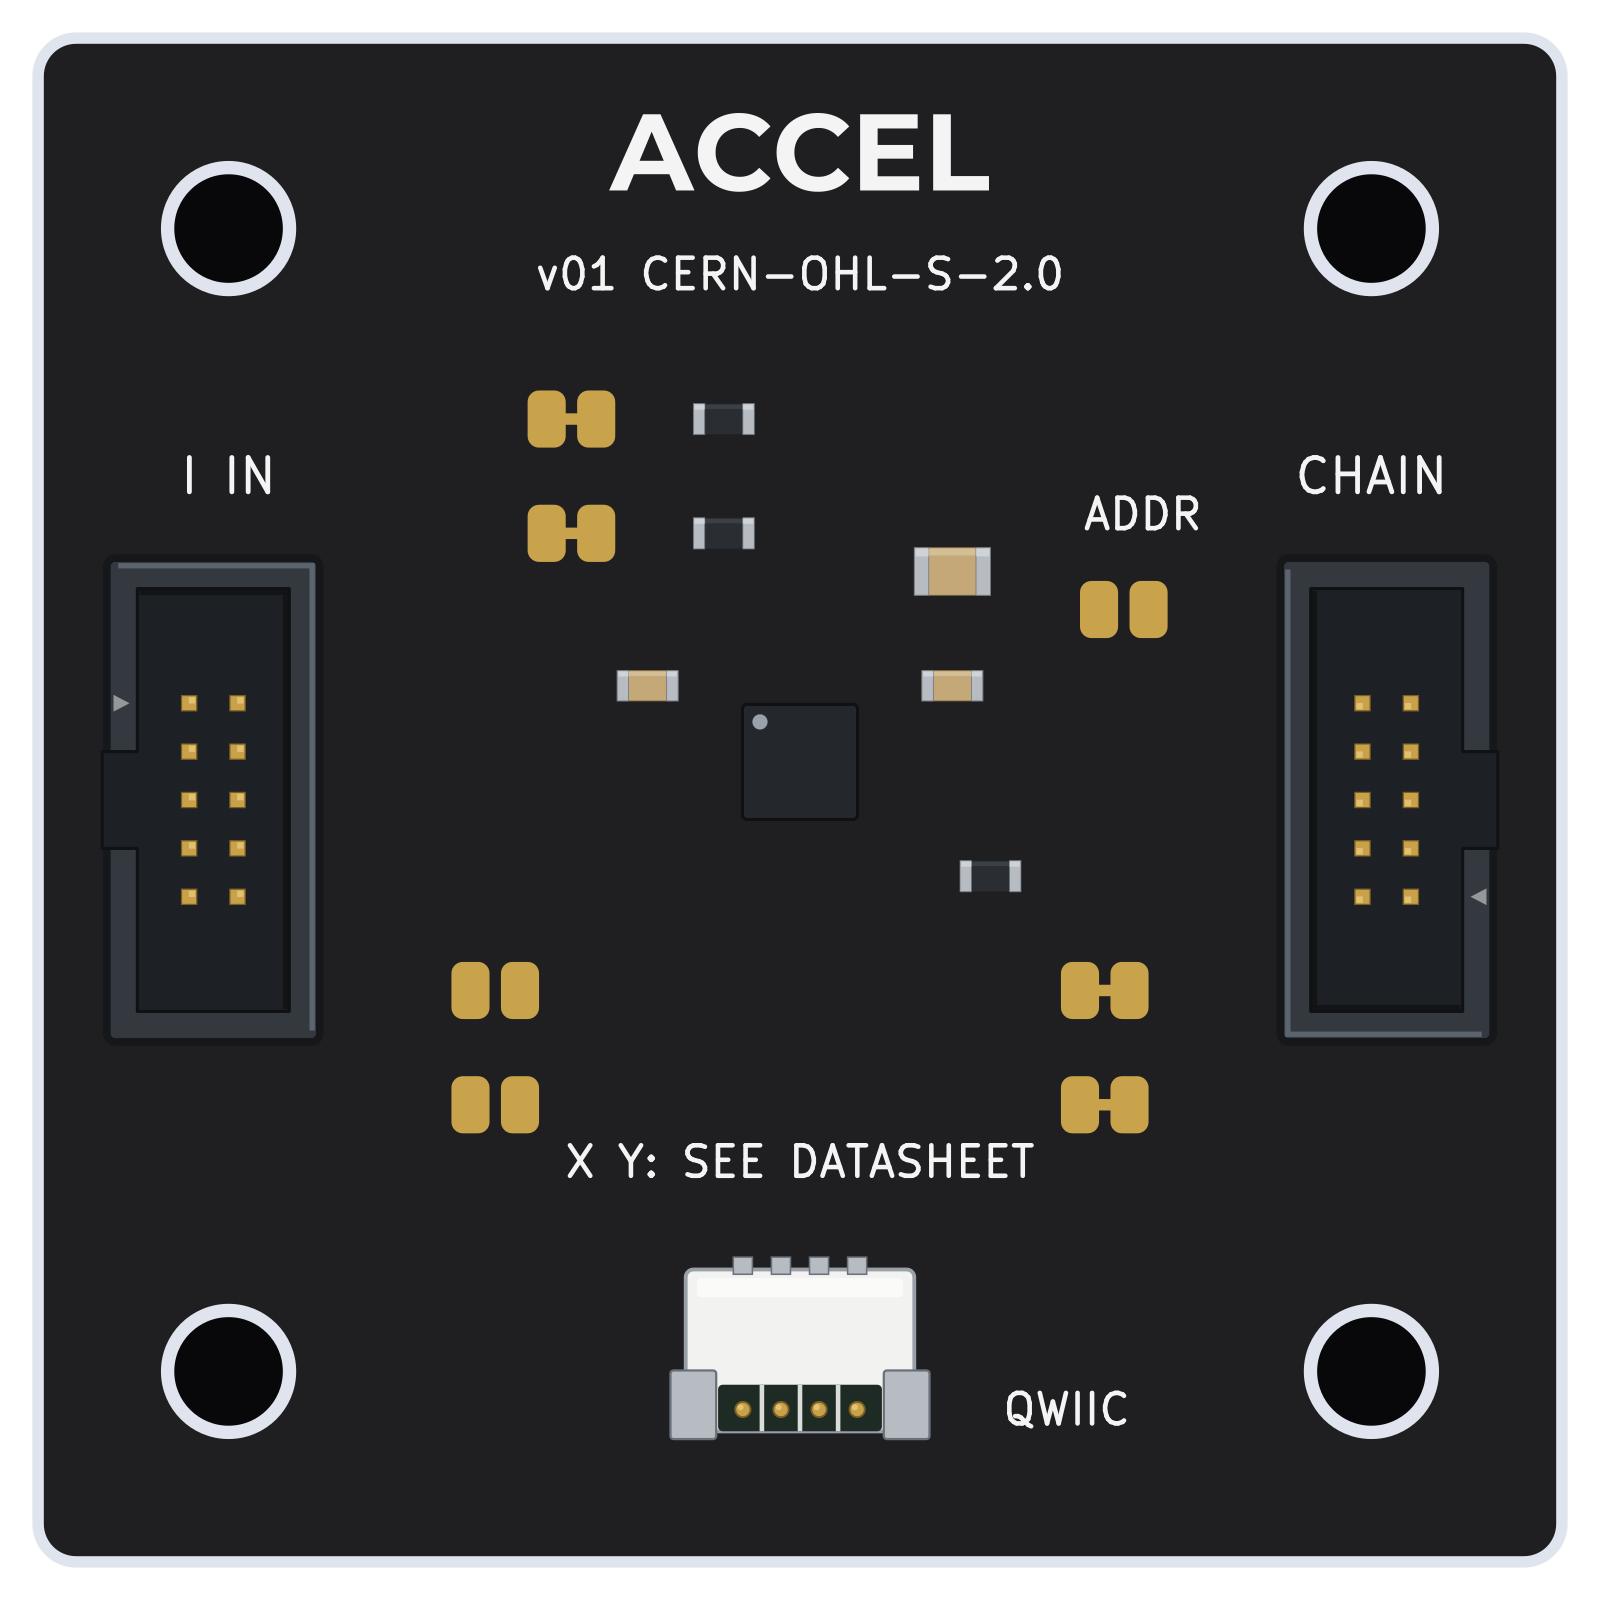 ACCEL
v01 CERN-OHL-S-2.0
I IN
CHAIN
ADDR
X Y: SEE DATASHEET
QWIIC